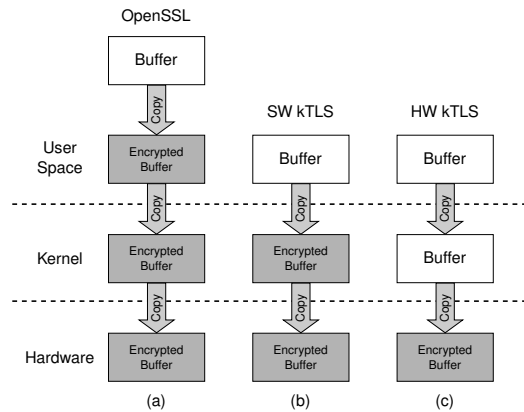 OpenSSL
Buffer
Copy
SW kTLS
HW kTLS
User
Space
Encrypted
Buffer
Buffer
Buffer
Copy
Copy
Copy
Kernel
Encrypted
Buffer
Encrypted
Buffer
Buffer
Copy
Copy
Copy
Hardware
Encrypted
Buffer
Encrypted
Buffer
Encrypted
Buffer
(a)
(b)
(c)